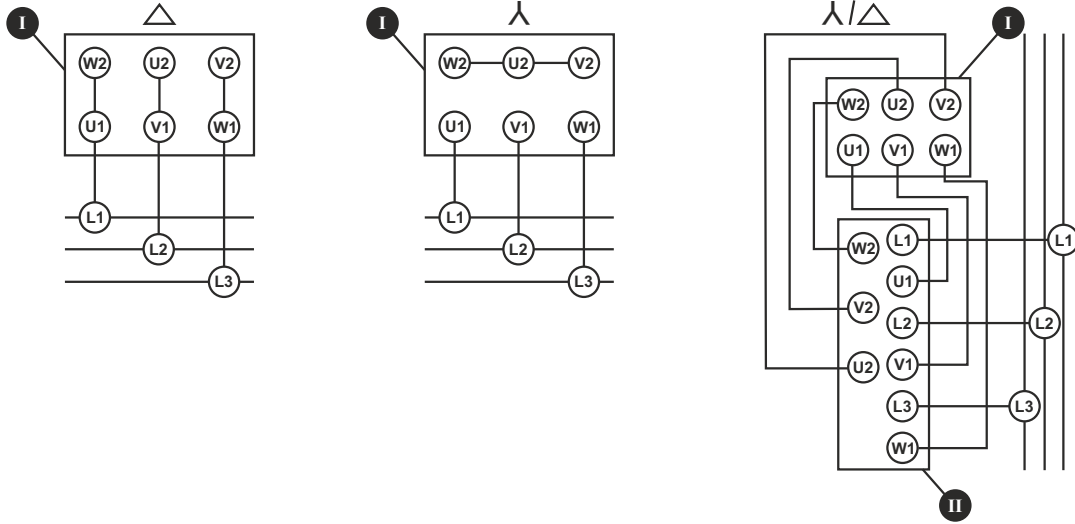 I
W2 U2 V2
U1 V1 W1
L1
L2
L3
I
W2 U2 V2
U1 V1 W1
L1
L2
L3
/
I
W2 U2 V2
U1 V1 W1
W2 L1 L1
U1
V2 L2 L2
U2 V1
L3 L3
W1
II